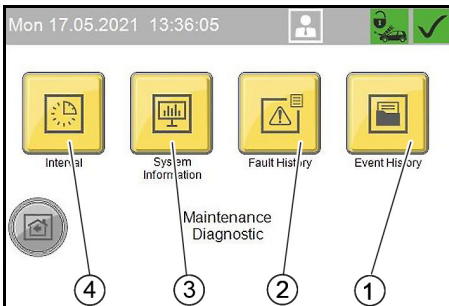 Mon 17.05.2021 13:36:05
Interval
System
Information
Fault History
Event History
Maintenance
Diagnostic
4
3
2
1